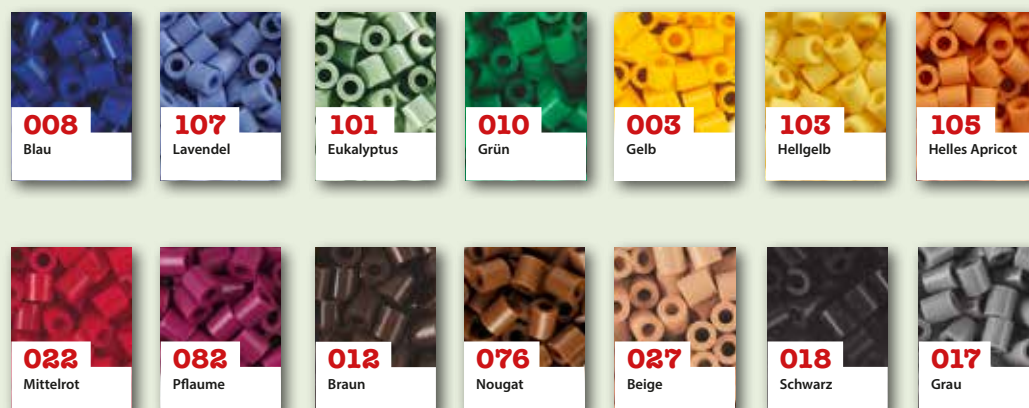 008
Blau
107
Lavendel
101
Eukalyptus
010
Grün
003
Gelb
103
Hellgelb
105
Helles Apricot
022
Mittelrot
082
Pflaume
012
Braun
076
Nougat
027
Beige
018
Schwarz
017
Grau